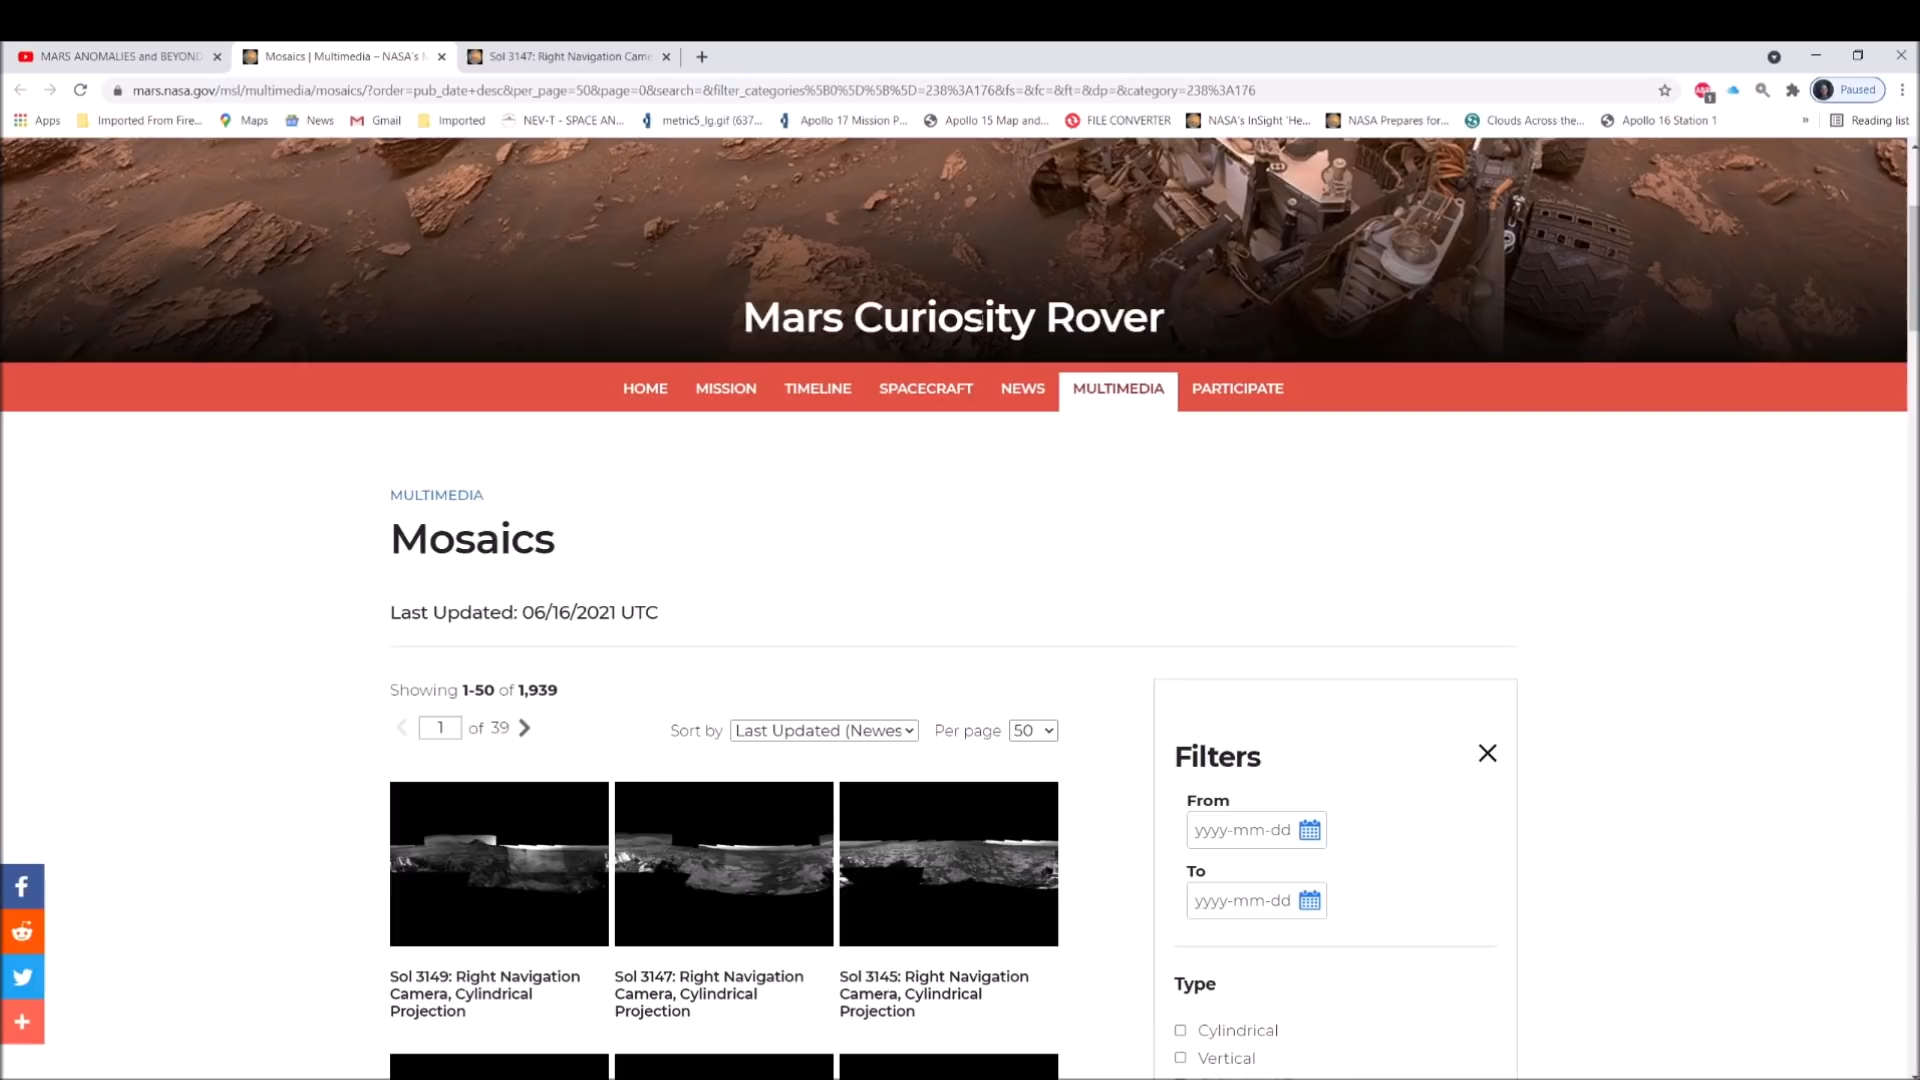 MARS ANOMALIES and BEYOND
Mosaics | Multimedia – NASA's
Sol 3147: Right Navigation Came
mars.nasa.gov/msl/multimedia/mosaics/?order=pub_date+desc&per_page=50&page=0&search=&filter_categories%5B0%5D%5B%5D=238%3A176&fs=&fc=&ft=&dp=&category=238%3A176
1
Paused
Apps
Imported From Fire...
Maps
News
Gmail
Imported
NEV-T - SPACE AN...
metric5_lg.gif (637...
Apollo 17 Mission P...
Apollo 15 Map and...
FILE CONVERTER
NASA's InSight 'He...
NASA Prepares for...
Clouds Across the...
Apollo 16 Station 1
»
Reading list
Mars Curiosity Rover
HOME MISSION TIMELINE SPACECRAFT NEWS MULTIMEDIA PARTICIPATE
MULTIMEDIA
Mosaics
Last Updated: 06/16/2021 UTC
Showing 1-50 of 1,939
1 of 39
Sort by Last Updated (Newes
Per page 50
Sol 3149: Right Navigation
Camera, Cylindrical
Projection
Sol 3147: Right Navigation
Camera, Cylindrical
Projection
Sol 3145: Right Navigation
Camera, Cylindrical
Projection
Filters
From
yyyy-mm-dd
To
yyyy-mm-dd
Type
Cylindrical
Vertical